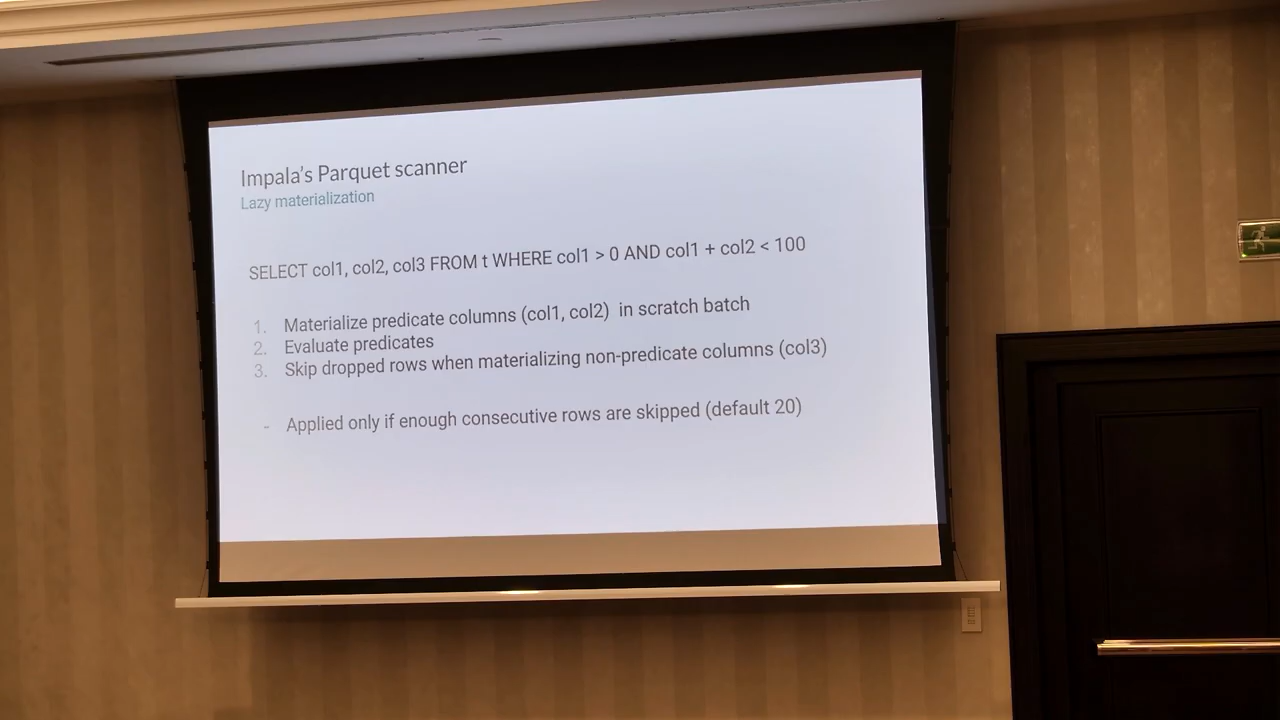 Impala's Parquet scanner
Lazy materialization
SELECT col1, col2, col3 FROM t WHERE col1 > 0 AND col1 + col2 < 100
1. Materialize predicate columns (col1, col2) in scratch batch
2. Evaluate predicates
3. Skip dropped rows when materializing non-predicate columns (col3)
- Applied only if enough consecutive rows are skipped (default 20)